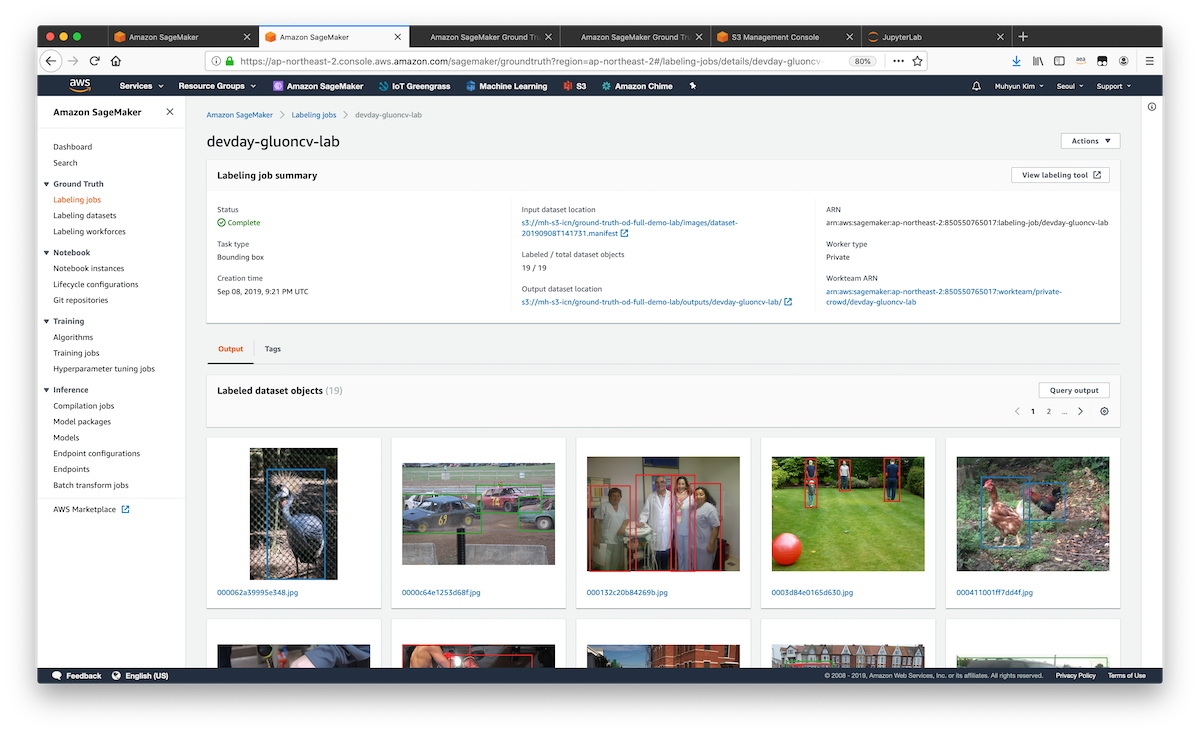 Amazon SageMaker
Amazon SageMaker
Amazon SageMaker Ground Tru
Amazon SageMaker Ground Tru
S3 Management Console
JupyterLab
https://ap-northeast-2.console.aws.amazon.com/sagemaker/groundtruth?region=ap-northeast-2#/labeling-jobs/details/devday-gluoncv-
80%
aws
Services
Resource Groups
Amazon SageMaker
IoT Greengrass
Machine Learning
S3
Amazon Chime
Muhyun Kim
Seoul
Support
Amazon SageMaker
Dashboard
Search
Ground Truth
Labeling jobs
Labeling datasets
Labeling workforces
Notebook
Notebook instances
Lifecycle configurations
Git repositories
Training
Algorithms
Training jobs
Hyperparameter tuning jobs
Inference
Compilation jobs
Model packages
Models
Endpoint configurations
Endpoints
Batch transform jobs
AWS Marketplace
Amazon SageMaker
Labeling jobs
devday-gluoncv-lab
devday-gluoncv-lab
Actions
Labeling job summary
View labeling tool
Status
Complete
Task type
Bounding box
Creation time
Sep 08, 2019, 9:21 PM UTC
Input dataset location
s3://mh-s3-icn/ground-truth-od-full-demo-lab/images/dataset-
20190908T141731.manifest
Labeled / total dataset objects
19 / 19
Output dataset location
s3://mh-s3-icn/ground-truth-od-full-demo-lab/outputs/devday-gluoncv-lab/
ARN
arn:aws:sagemaker:ap-northeast-2:850550765017:labeling-job/devday-gluoncv-lab
Worker type
Private
Workteam ARN
arn:aws:sagemaker:ap-northeast-2:850550765017:workteam/private-
crowd/devday-gluoncv-lab
Output
Tags
Labeled dataset objects (19)
Query output
1 2 ...
69
000062a39995e348.jpg
0000c64e1253d68f.jpg
000132c20b84269b.jpg
0003d84e0165d630.jpg
000411001ff7dd4f.jpg
Feedback
English (US)
© 2008 - 2019, Amazon Web Services, Inc. or its affiliates. All rights reserved.
Privacy Policy
Terms of Use